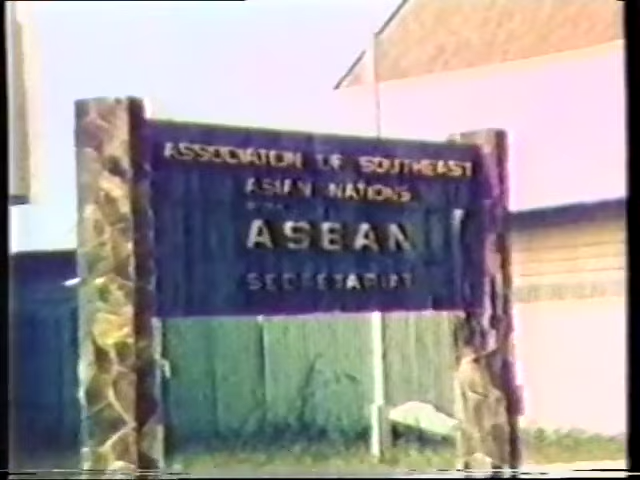 ASSOCIATION OF SOUTHEAST
ASIAN NATIONS
ASEAN
SECRETARIAT